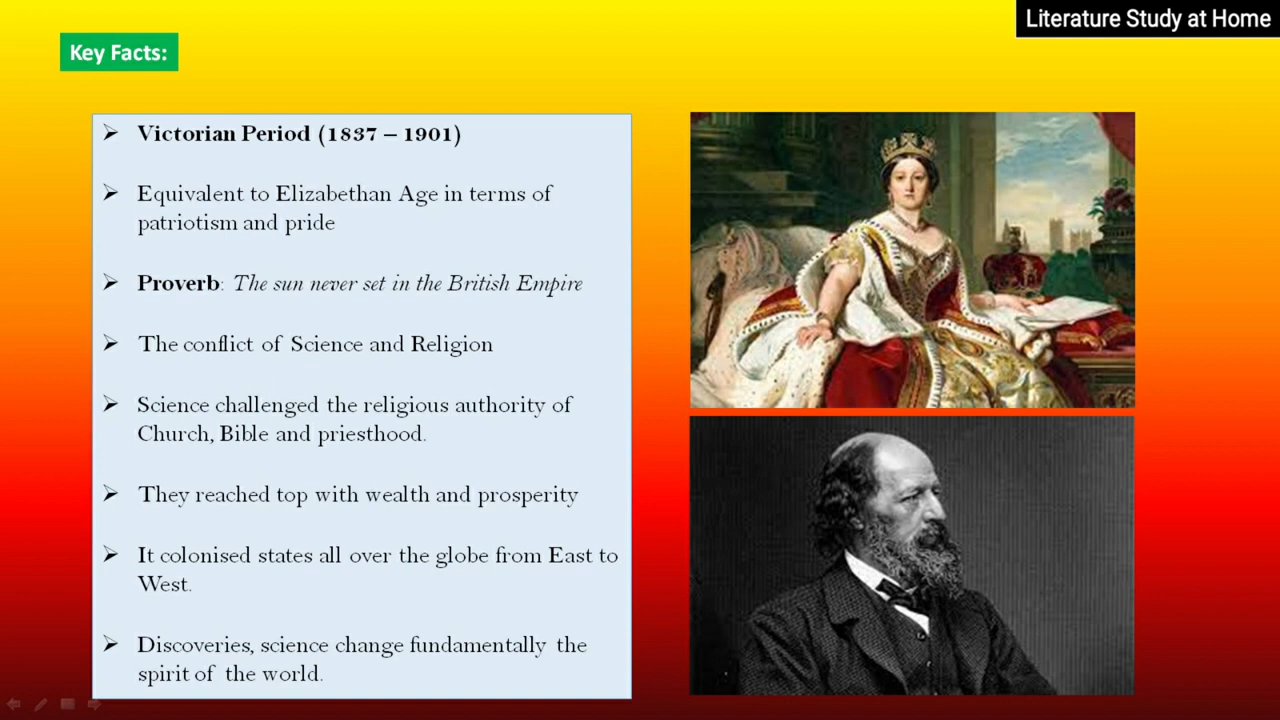 Literature Study at Home
Key Facts:
➢ Victorian Period (1837 – 1901)
➢ Equivalent to Elizabethan Age in terms of
patriotism and pride
➢ Proverb: The sun never set in the British Empire
➢ The conflict of Science and Religion
➢ Science challenged the religious authority of
Church, Bible and priesthood.
➢ They reached top with wealth and prosperity
➢ It colonised states all over the globe from East to
West.
➢ Discoveries, science change fundamentally the
spirit of the world.